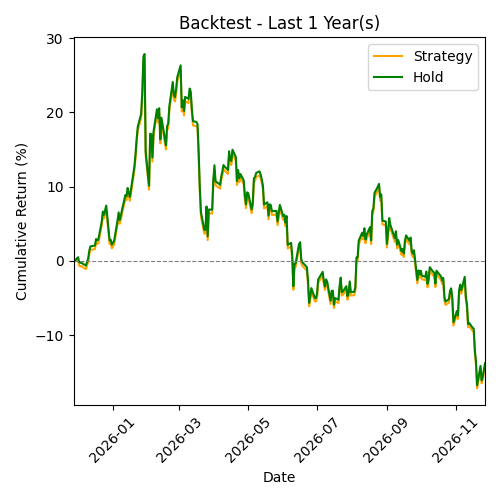 Backtest - Last 1 Year(s)
Strategy
Hold
Cumulative Return (%)
30
20
10
0
−10
2026-01
2026-03
2026-05
2026-07
2026-09
2026-11
Date